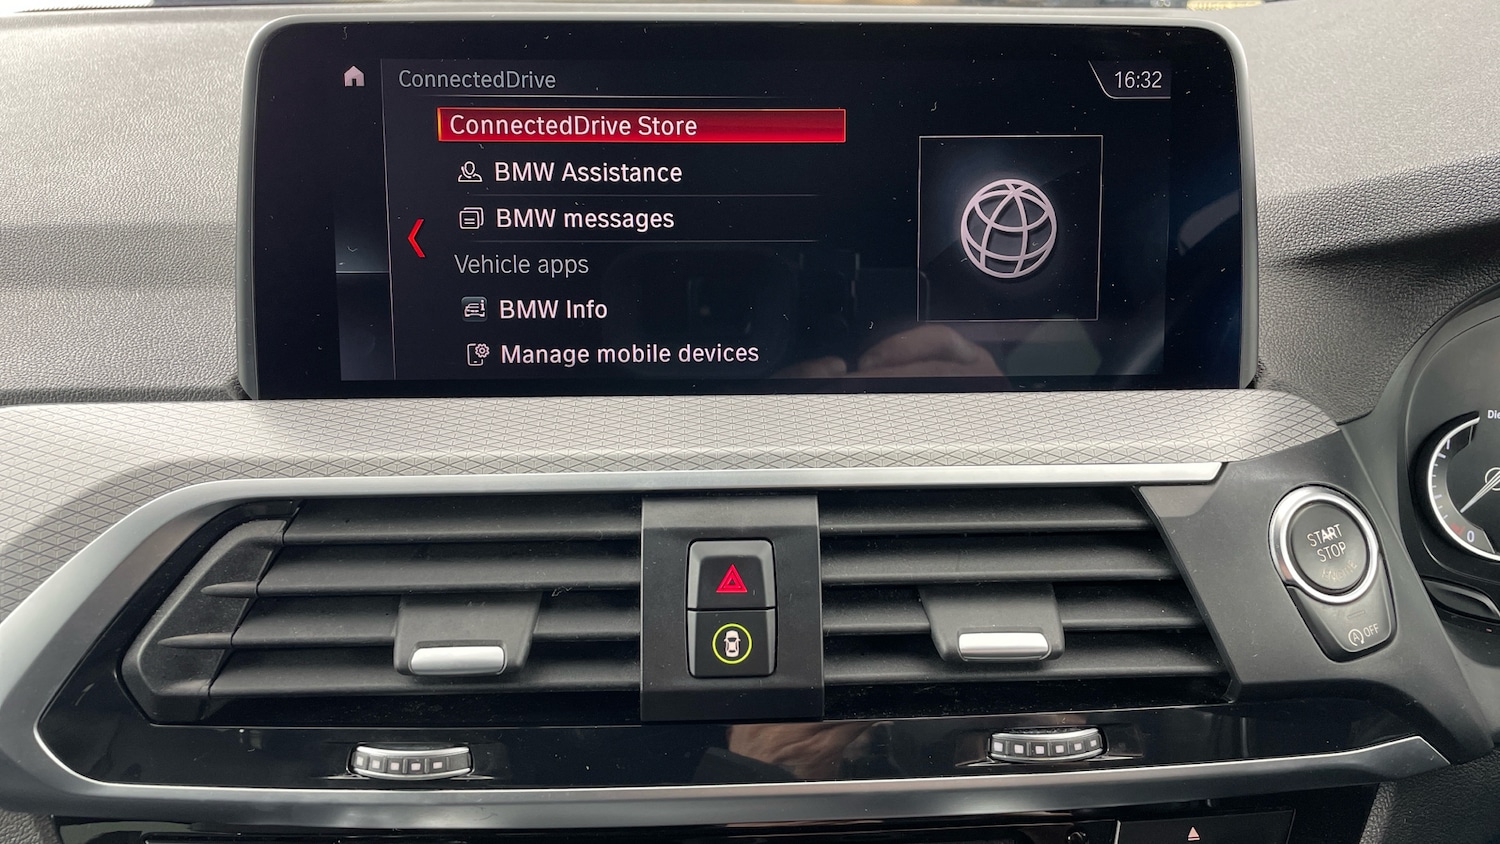 ConnectedDrive
16:32
ConnectedDrive Store
BMW Assistance
BMW messages
Vehicle apps
BMW Info
Manage mobile devices
START
STOP
A OFF
0